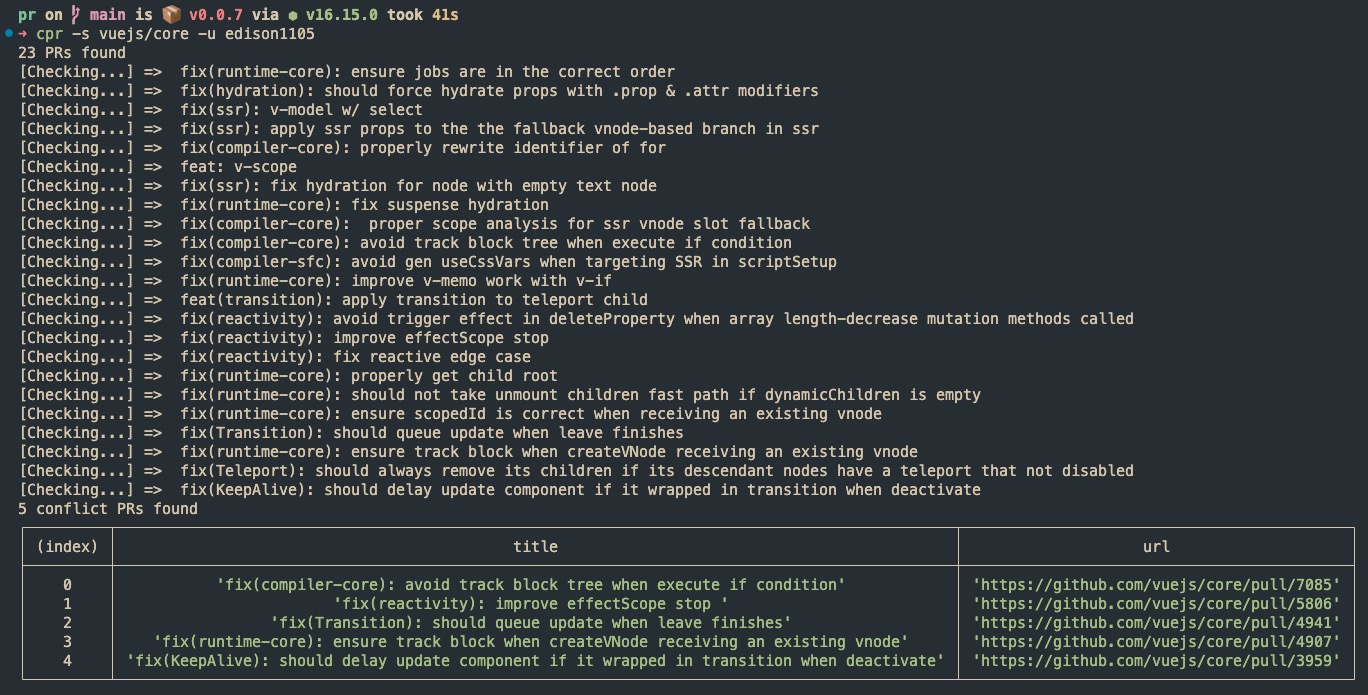 pr on main is 📦 v0.0.7 via ⬢ v16.15.0 took 41s
→ cpr -s vuejs/core -u edison1105
23 PRs found
[Checking...] =>  fix(runtime-core): ensure jobs are in the correct order
[Checking...] =>  fix(hydration): should force hydrate props with .prop & .attr modifiers
[Checking...] =>  fix(ssr): v-model w/ select
[Checking...] =>  fix(ssr): apply ssr props to the the fallback vnode-based branch in ssr
[Checking...] =>  fix(compiler-core): properly rewrite identifier of for
[Checking...] =>  feat: v-scope
[Checking...] =>  fix(ssr): fix hydration for node with empty text node
[Checking...] =>  fix(runtime-core): fix suspense hydration
[Checking...] =>  fix(compiler-core):  proper scope analysis for ssr vnode slot fallback
[Checking...] =>  fix(compiler-core): avoid track block tree when execute if condition
[Checking...] =>  fix(compiler-sfc): avoid gen useCssVars when targeting SSR in scriptSetup
[Checking...] =>  fix(runtime-core): improve v-memo work with v-if
[Checking...] =>  feat(transition): apply transition to teleport child
[Checking...] =>  fix(reactivity): avoid trigger effect in deleteProperty when array length-decrease mutation methods called
[Checking...] =>  fix(reactivity): improve effectScope stop
[Checking...] =>  fix(reactivity): fix reactive edge case
[Checking...] =>  fix(runtime-core): properly get child root
[Checking...] =>  fix(runtime-core): should not take unmount children fast path if dynamicChildren is empty
[Checking...] =>  fix(runtime-core): ensure scopedId is correct when receiving an existing vnode
[Checking...] =>  fix(Transition): should queue update when leave finishes
[Checking...] =>  fix(runtime-core): ensure track block when createVNode receiving an existing vnode
[Checking...] =>  fix(Teleport): should always remove its children if its descendant nodes have a teleport that not disabled
[Checking...] =>  fix(KeepAlive): should delay update component if it wrapped in transition when deactivate
5 conflict PRs found
(index) title url
0 'fix(compiler-core): avoid track block tree when execute if condition' 'https://github.com/vuejs/core/pull/7085'
1 'fix(reactivity): improve effectScope stop ' 'https://github.com/vuejs/core/pull/5806'
2 'fix(Transition): should queue update when leave finishes' 'https://github.com/vuejs/core/pull/4941'
3 'fix(runtime-core): ensure track block when createVNode receiving an existing vnode' 'https://github.com/vuejs/core/pull/4907'
4 'fix(KeepAlive): should delay update component if it wrapped in transition when deactivate' 'https://github.com/vuejs/core/pull/3959'